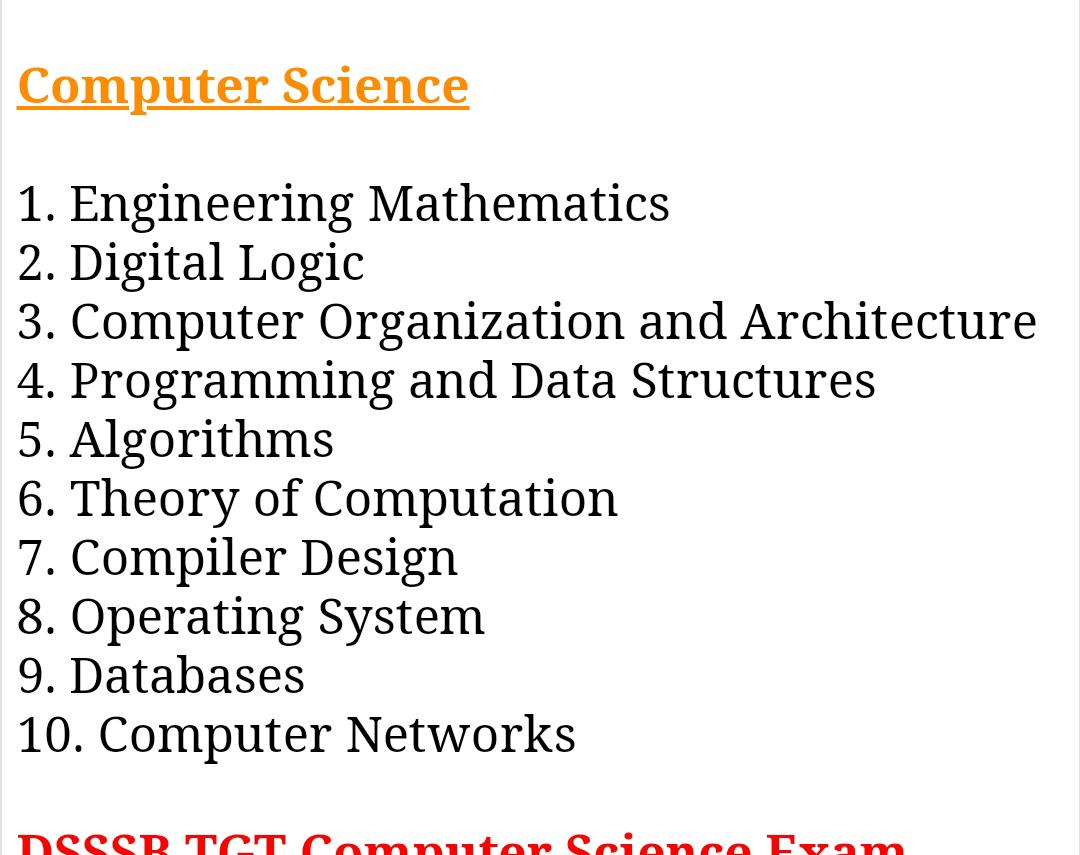 Computer Science
1. Engineering Mathematics
2. Digital Logic
3. Computer Organization and Architecture
4. Programming and Data Structures
5. Algorithms
6. Theory of Computation
7. Compiler Design
8. Operating System
9. Databases
10. Computer Networks
DSSSB TGT Computer Science Exam